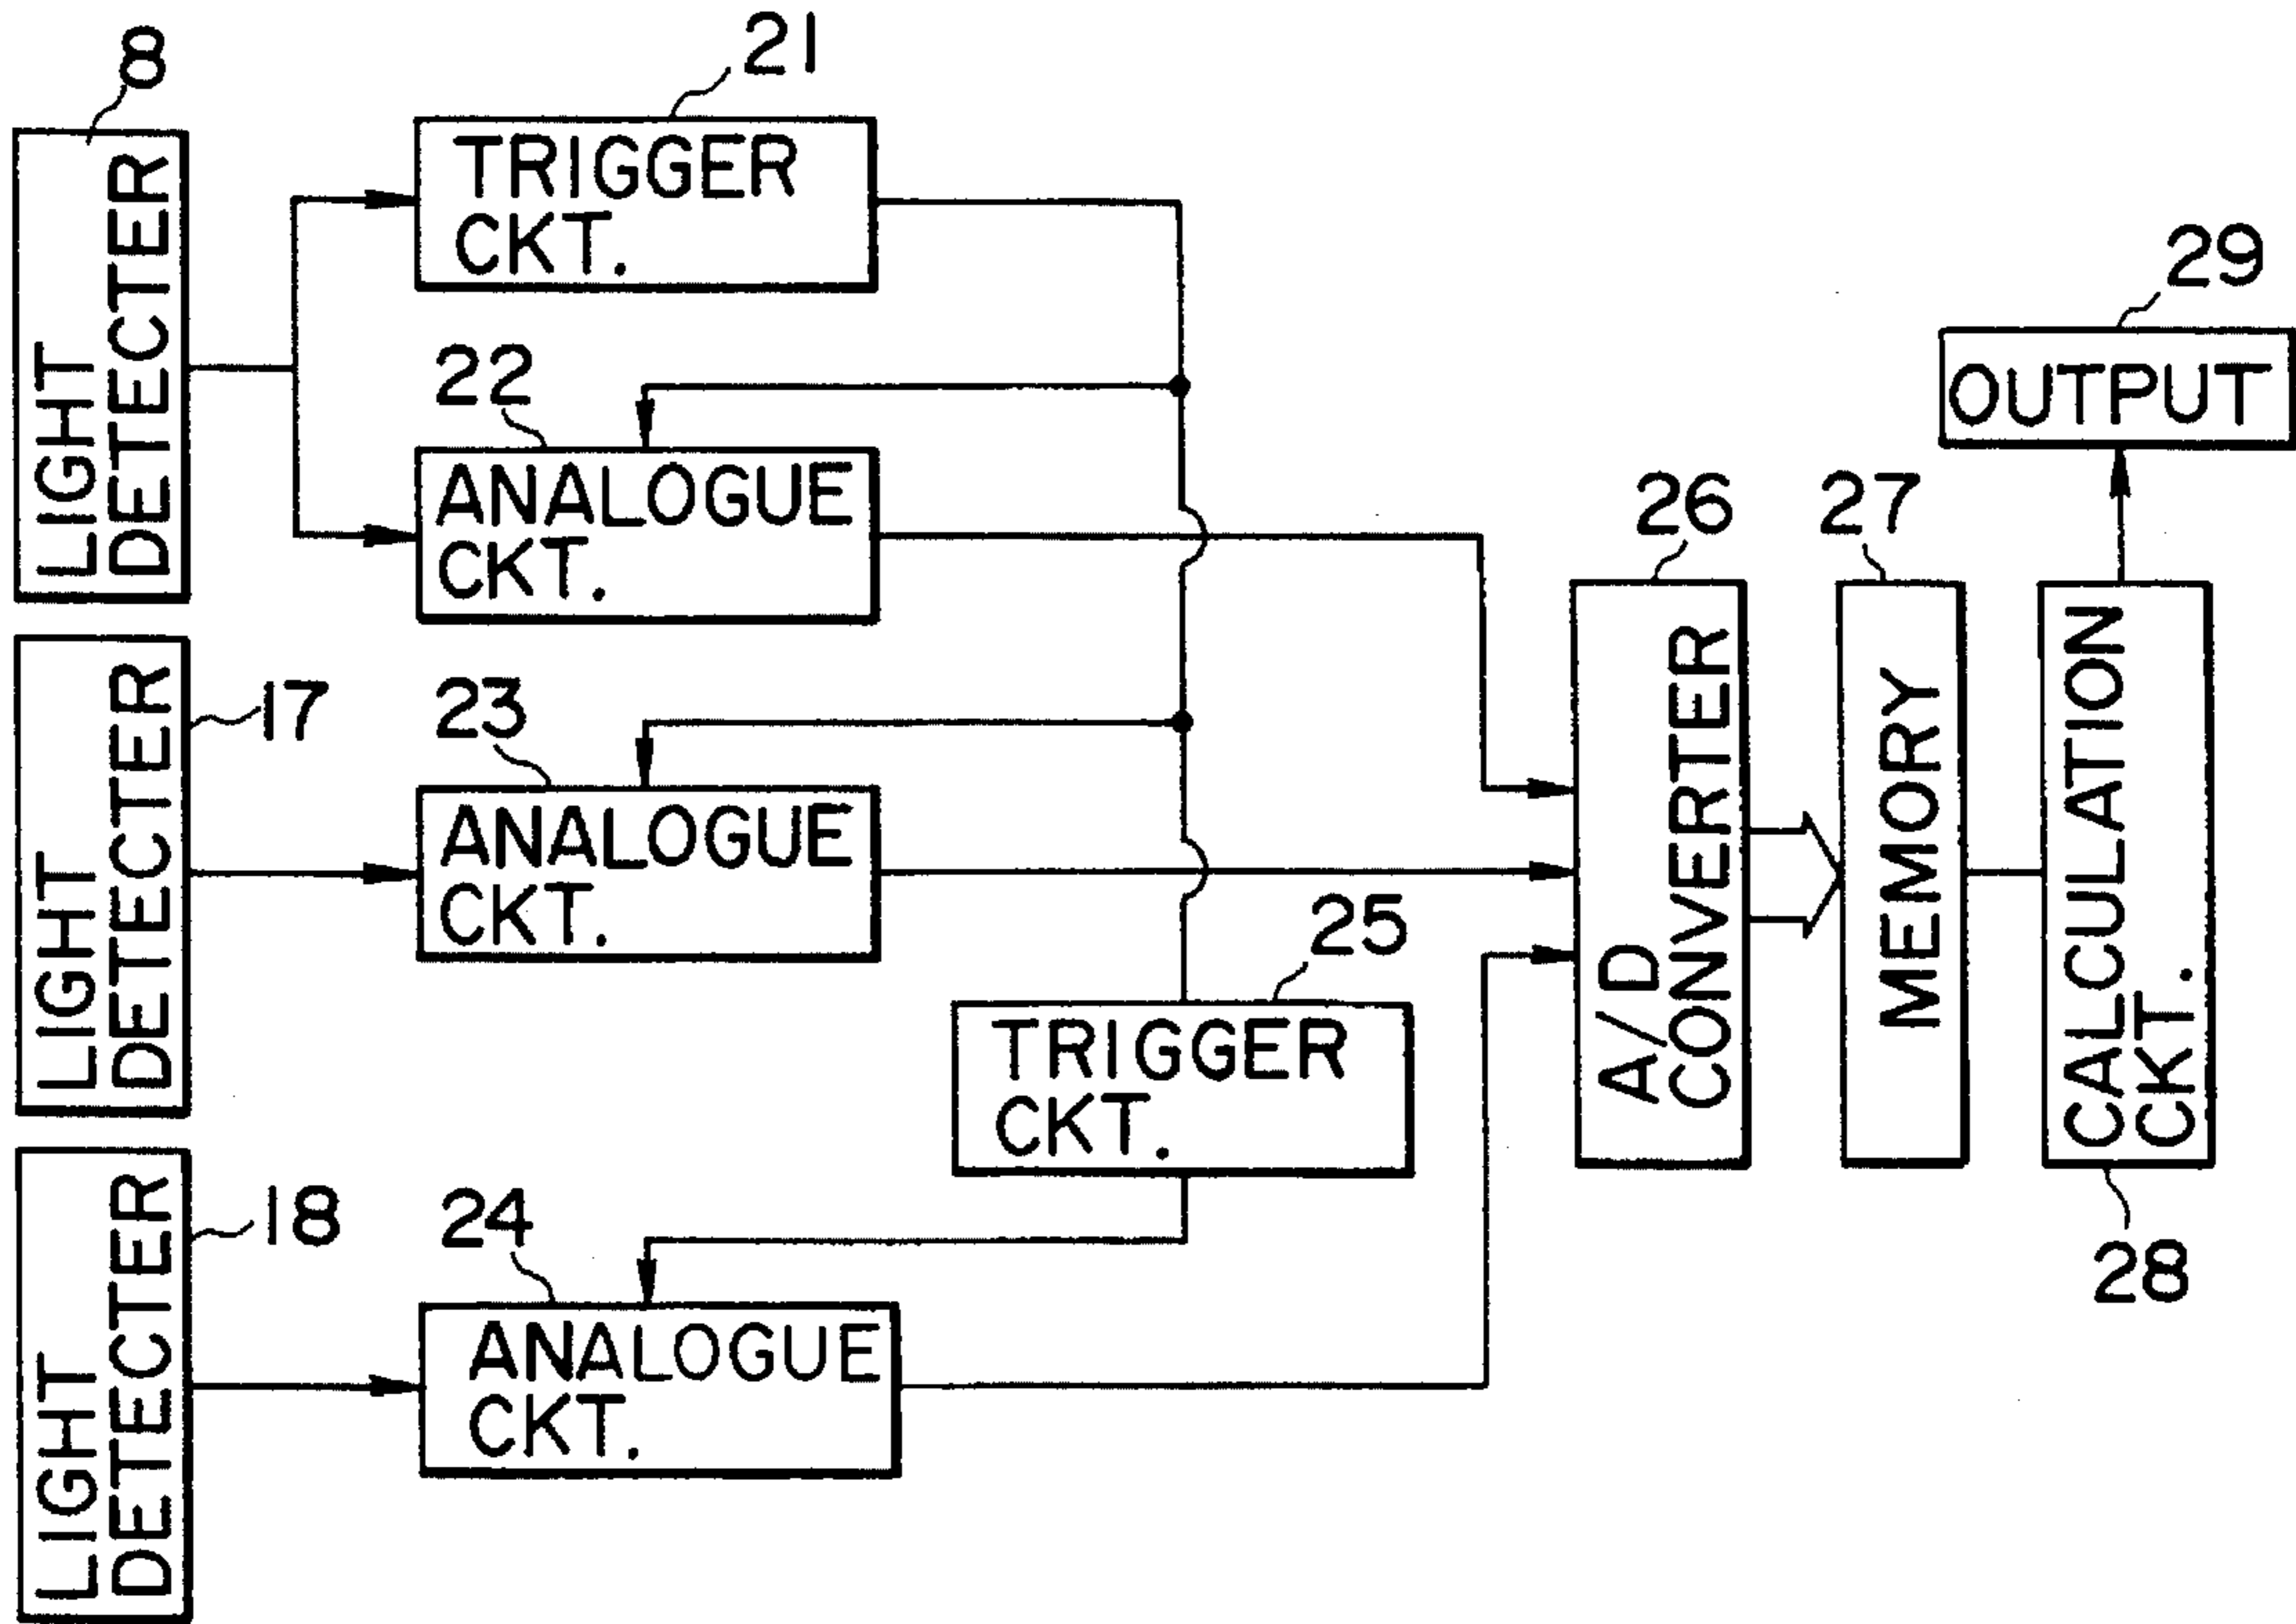 8
LIGHT
DETECTER
21
TRIGGER
CKT.
22
ANALOGUE
CKT.
17
LIGHT
DETECTER
23
ANALOGUE
CKT.
18
LIGHT
DETECTER
24
ANALOGUE
CKT.
25
TRIGGER
CKT.
26
A/D
CONVERTER
27
MEMORY
28
CALCULATION
CKT.
29
OUTPUT